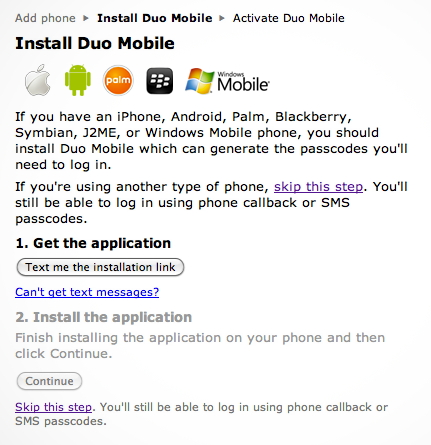 Add phone ▸ Install Duo Mobile ▸ Activate Duo Mobile
Install Duo Mobile
palm
Windows Mobile®
If you have an iPhone, Android, Palm, Blackberry,
Symbian, J2ME, or Windows Mobile phone, you should
install Duo Mobile which can generate the passcodes you'll
need to log in.
If you're using another type of phone, skip this step. You'll
still be able to log in using phone callback or SMS
passcodes.
1. Get the application
Text me the installation link
Can't get text messages?
2. Install the application
Finish installing the application on your phone and then
click Continue.
Continue
Skip this step. You'll still be able to log in using phone callback or
SMS passcodes.